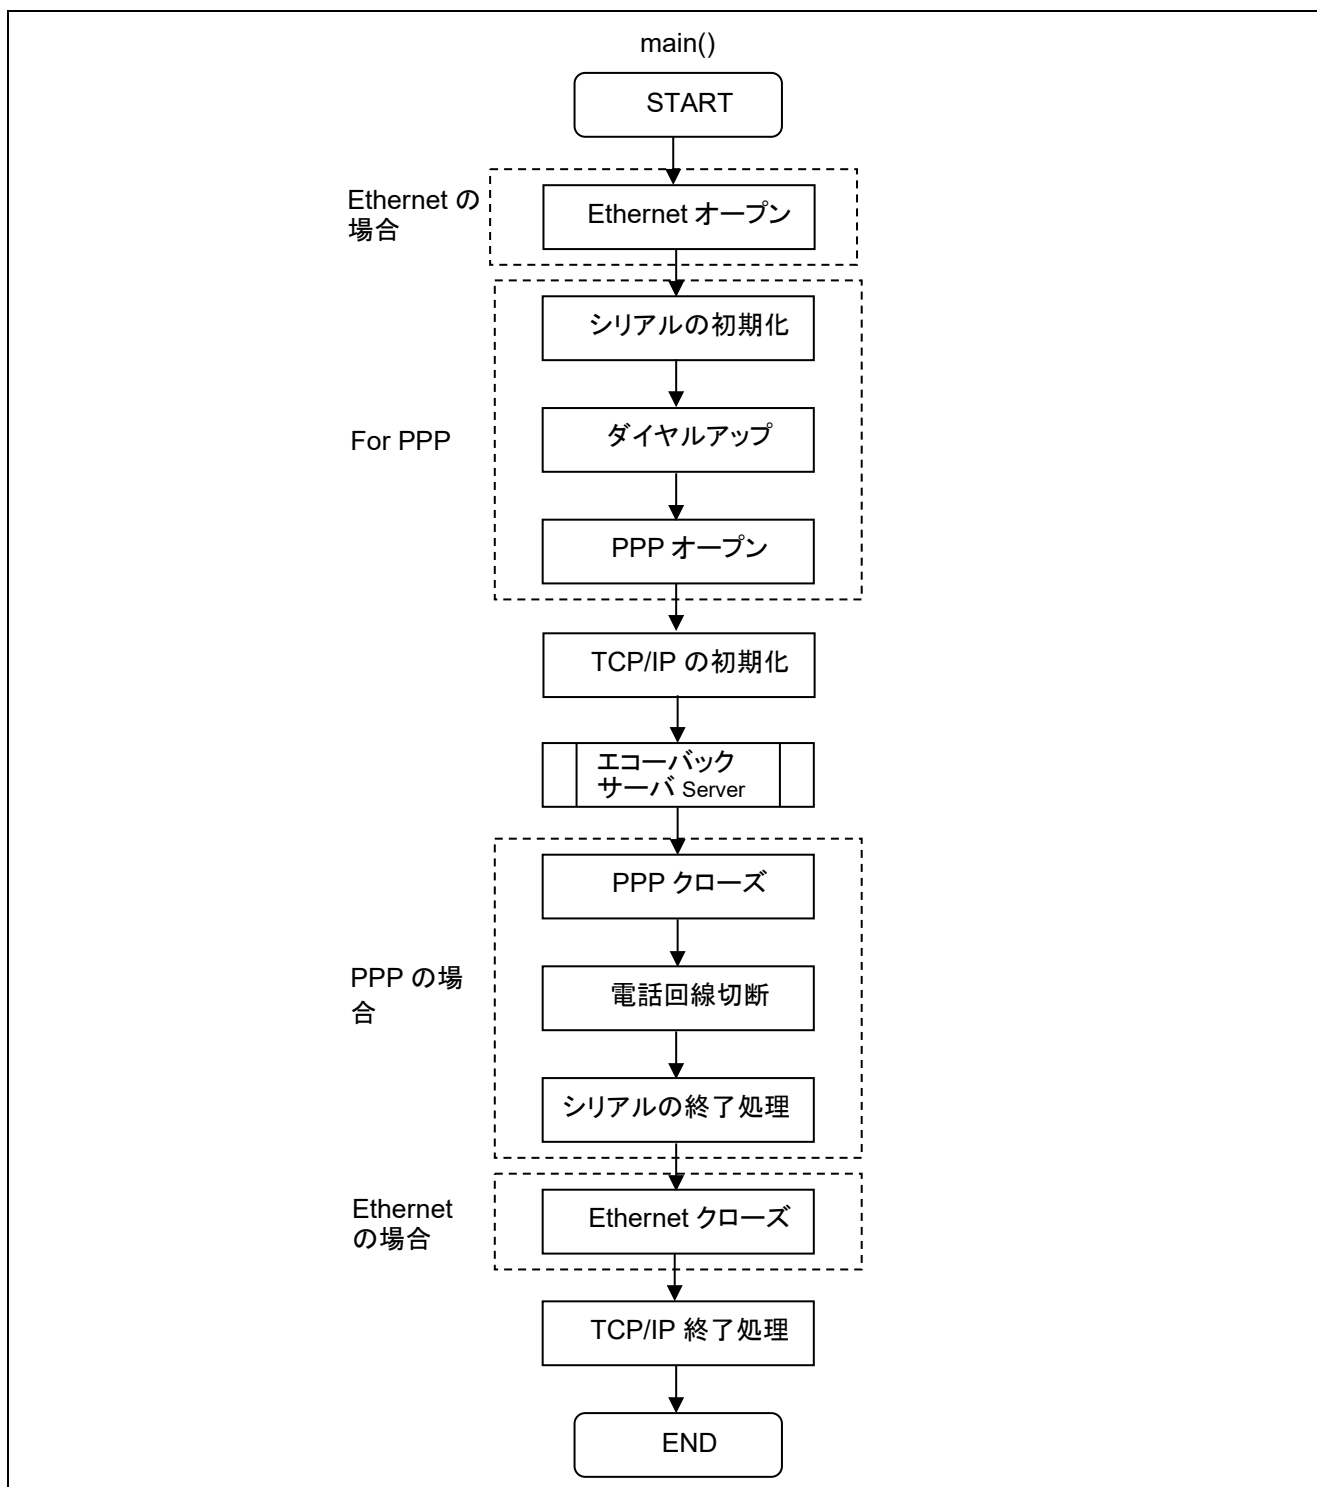 main()
START
Ethernet の
場合
Ethernet オープン
シリアルの初期化
For PPP
ダイヤルアップ
PPP オープン
TCP/IP の初期化
エコーバック
サーバ Server
PPP クローズ
PPP の場
合
電話回線切断
シリアルの終了処理
Ethernet
の場合
Ethernet クローズ
TCP/IP 終了処理
END